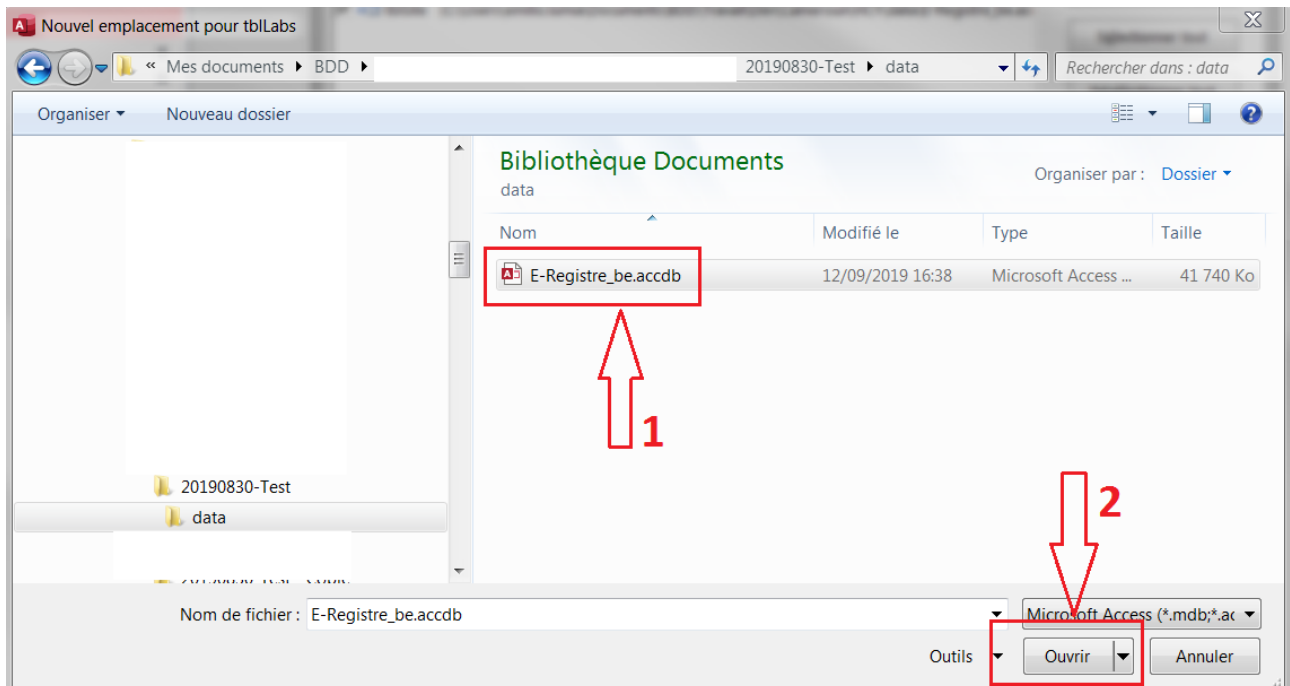 Nouvel emplacement pour tblLabs
« Mes documents BDD 20190830-Test data
Rechercher dans : data
Organiser Nouveau dossier
Bibliothèque Documents
data
Organiser par : Dossier
Nom Modifié le Type Taille
E-Registre_be.accdb 12/09/2019 16:38 Microsoft Access ... 41 740 Ko
1
20190830-Test
data
2
Nom de fichier : E-Registre_be.accdb
Microsoft Access (*.mdb;*.ac
Outils Ouvrir Annuler